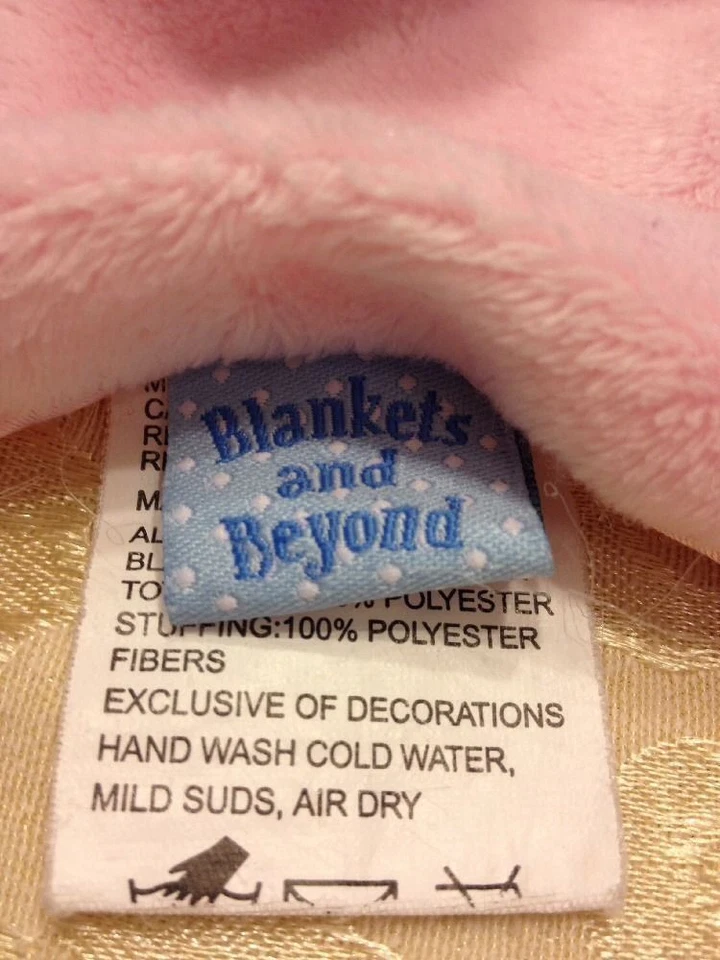 Blankets
and
Beyond
POLYESTER
STUFFING:100% POLYESTER
FIBERS
EXCLUSIVE OF DECORATIONS
HAND WASH COLD WATER,
MILD SUDS, AIR DRY